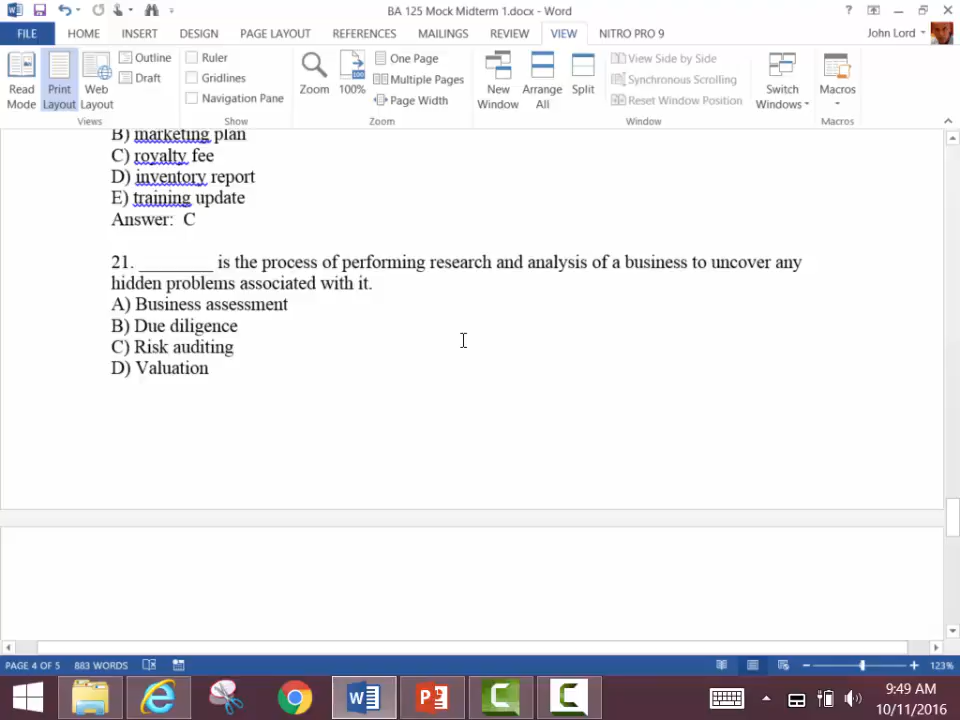 BA 125 Mock Midterm 1.docx - Word
FILE HOME INSERT DESIGN PAGE LAYOUT REFERENCES MAILINGS REVIEW VIEW NITRO PRO 9 John Lord
Read Mode Print Layout Web Layout Outline Draft
Ruler Gridlines Navigation Pane
Zoom 100% One Page Multiple Pages Page Width
New Window Arrange All Split View Side by Side Synchronous Scrolling Reset Window Position Switch Windows Macros
Views Show Zoom Window Macros
B) marketing plan
C) royalty fee
D) inventory report
E) training update
Answer: C
21. ________ is the process of performing research and analysis of a business to uncover any
hidden problems associated with it.
A) Business assessment
B) Due diligence
C) Risk auditing
D) Valuation
PAGE 4 OF 5 883 WORDS 123%
9:49 AM
10/11/2016